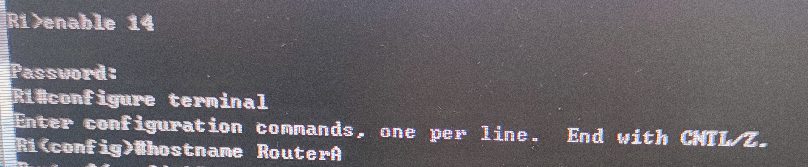 R1>enable 14
Password:
R1#configure terminal
Enter configuration commands, one per line. End with CNTL/Z.
R1(config)#hostname RouterA